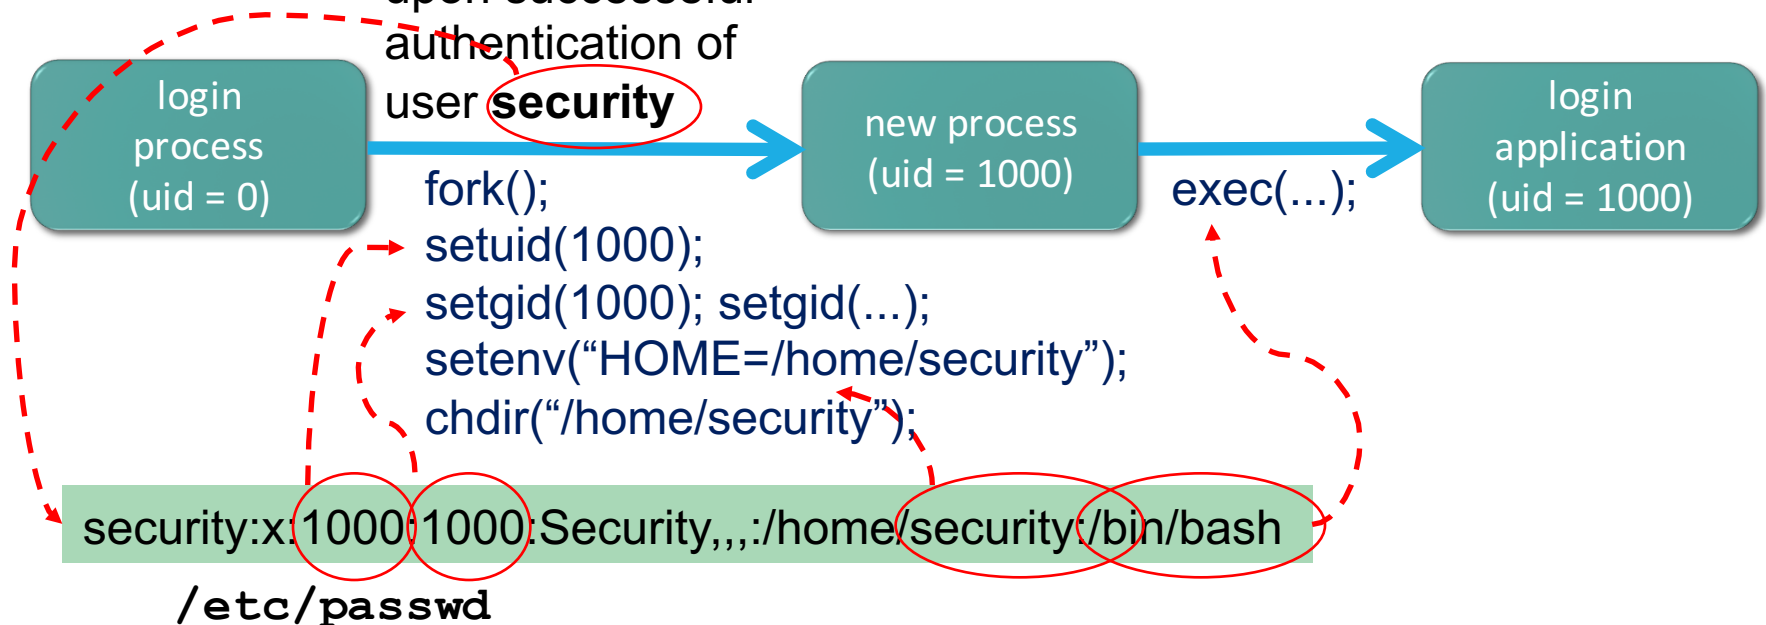 upon successful
authentication of
user security
login
process
(uid = 0)
new process
(uid = 1000)
login
application
(uid = 1000)
fork();
setuid(1000);
setgid(1000); setgid(...);
setenv(“HOME=/home/security”);
chdir(“/home/security”);
exec(...);
security:x:1000:1000:Security,,,:/home/security:/bin/bash
/etc/passwd